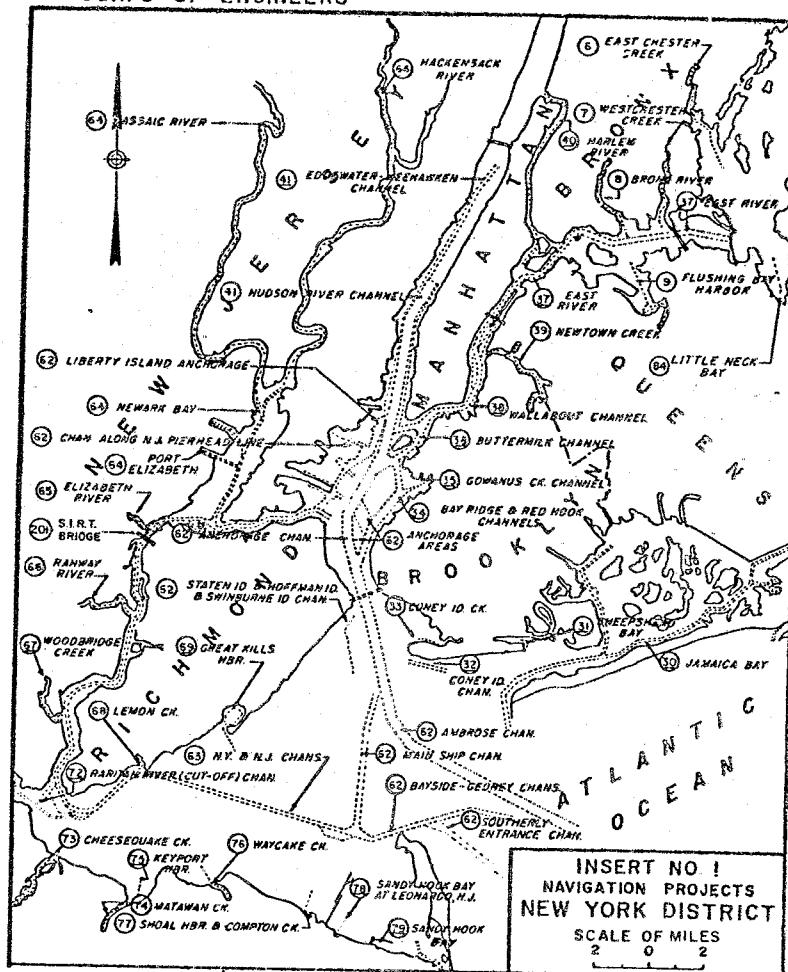 CORPS OF ENGINEERS
6 EAST CHESTER
CREEK
65 HACKENSACK
RIVER
7 WESTCHESTER
CREEK
64 PASSAIC RIVER
40 HARLEM
RIVER
41 EDGEWATER-WEEHAWKEN
CHANNEL
8 BRONX RIVER
37 EAST RIVER
BRONX
MANHATTAN
NEW JERSEY
9 FLUSHING BAY
HARBOR
41 HUDSON RIVER CHANNEL
37 EAST
RIVER
39 NEWTOWN CREEK
62 LIBERTY ISLAND ANCHORAGE
84 LITTLE NECK
BAY
QUEENS
64 NEWARK BAY
38 WALLABOUT CHANNEL
62 CHAN ALONG N.J. PIERHEAD LINE
36 BUTTERMILK CHANNEL
64 PORT
ELIZABETH
35 GOWANUS CK. CHANNEL
65 ELIZABETH
RIVER
34 BAY RIDGE & RED HOOK
CHANNELS
201 S.I.R.T.
BRIDGE
62 ANCHORAGE CHAN.
62 ANCHORAGE
AREAS
BROOKLYN
66 RAHWAY
RIVER
62 STATEN ID. & HOFFMAN ID.
& SWINBURNE ID CHAN.
33 CONEY ID CK.
31 SHEEPSHEAD
BAY
67 WOODBRIDGE
CREEK
69 GREAT KILLS
HBR.
32 CONEY ID
CHAN.
30 JAMAICA BAY
RICHMOND
68 LEMON CK.
62 AMBROSE CHAN.
63 N.Y. & N.J. CHANS.
62 MAIN SHIP CHAN.
ATLANTIC
OCEAN
72 RARITAN RIVER (CUT-OFF) CHAN.
62 BAYSIDE-GEDNEY CHANS.
62 SOUTHERLY
ENTRANCE CHAN.
73 CHEESEQUAKE CK.
76 WAYCAKE CK.
75 KEYPORT
HBR.
78 SANDY HOOK BAY
AT LEONARDO, N.J.
74 MATAWAN CK.
77 SHOAL HBR. & COMPTON CK.
79 SANDY HOOK
BAY
INSERT NO. 1
NAVIGATION PROJECTS
NEW YORK DISTRICT
SCALE OF MILES
2 0 2